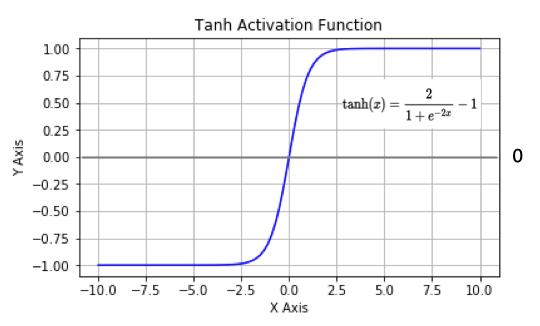 Tanh Activation Function
1.00
0.75
0.50
0.25
0.00
−0.25
−0.50
−0.75
−1.00
Y Axis
tanh(x) = 2 / (1 + e^{−2x}) − 1
0
−10.0 −7.5 −5.0 −2.5 0.0 2.5 5.0 7.5 10.0
X Axis